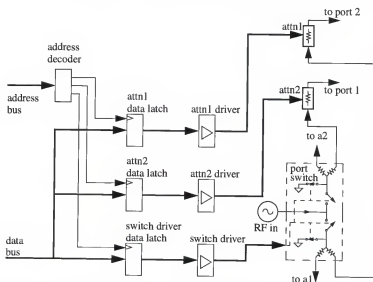 to port 2
attn1
address
decoder
to port 1
attn2
address
bus
attn1
data latch
attn1 driver
to a2
attn2
data latch
attn2 driver
port
switch
RF in
switch driver
data latch
switch driver
data
bus
to a1